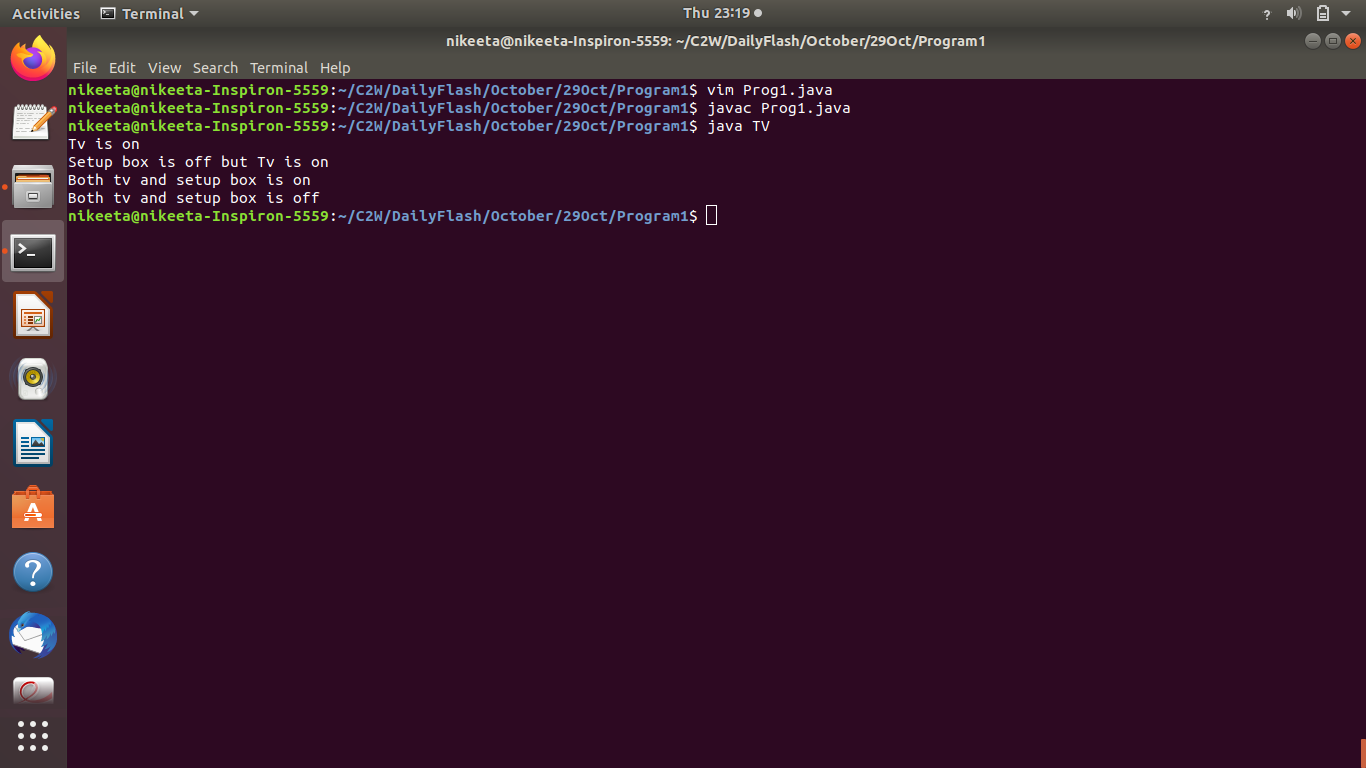 Activities Terminal Thu 23:19
nikeeta@nikeeta-Inspiron-5559: ~/C2W/DailyFlash/October/29Oct/Program1
File Edit View Search Terminal Help
nikeeta@nikeeta-Inspiron-5559:~/C2W/DailyFlash/October/29Oct/Program1$ vim Prog1.java
nikeeta@nikeeta-Inspiron-5559:~/C2W/DailyFlash/October/29Oct/Program1$ javac Prog1.java
nikeeta@nikeeta-Inspiron-5559:~/C2W/DailyFlash/October/29Oct/Program1$ java TV
Tv is on
Setup box is off but Tv is on
Both tv and setup box is on
Both tv and setup box is off
nikeeta@nikeeta-Inspiron-5559:~/C2W/DailyFlash/October/29Oct/Program1$